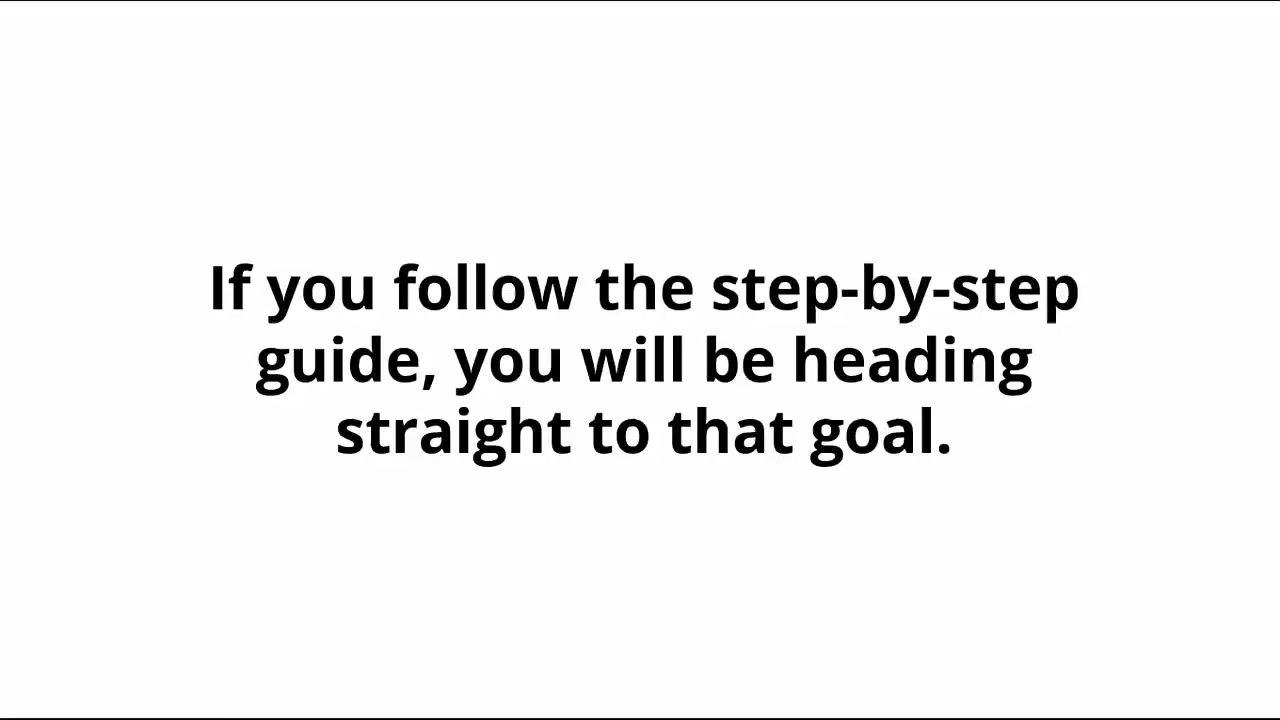 If you follow the step-by-step
guide, you will be heading
straight to that goal.